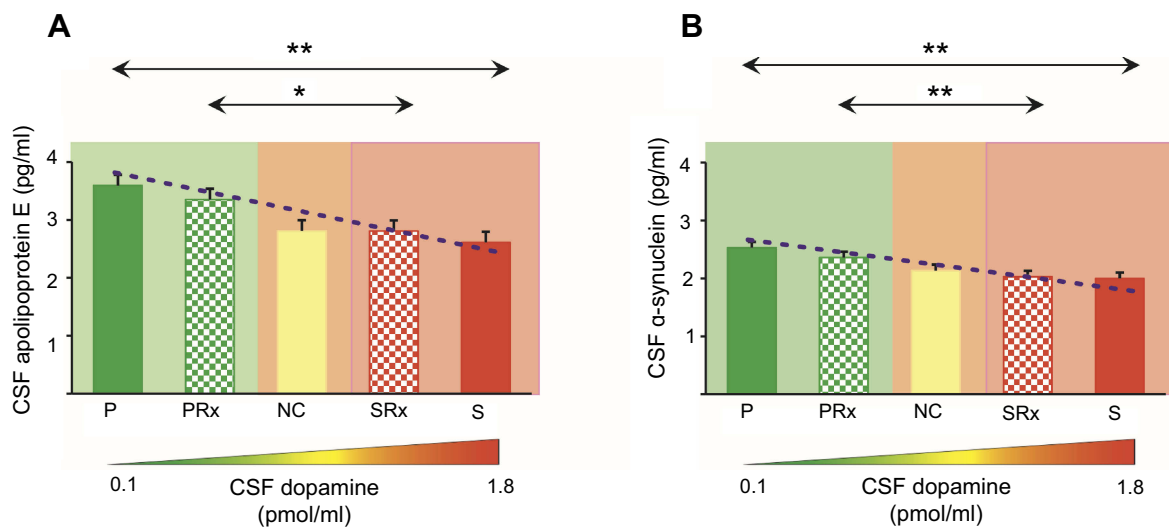 A
**
*
CSF apolipoprotein E (pg/ml)
4
3
2
1
P PRx NC SRx S
0.1 CSF dopamine 1.8
(pmol/ml)
B
**
**
CSF α-synuclein (pg/ml)
4
3
2
1
P PRx NC SRx S
0.1 CSF dopamine 1.8
(pmol/ml)